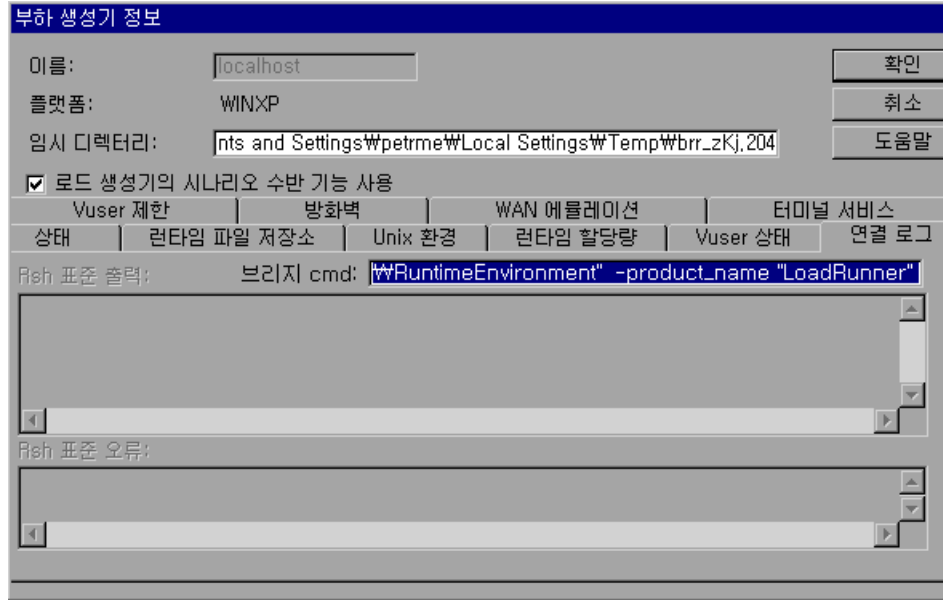 부하 생성기 정보
이름: localhost 확인
플랫폼: WINXP 취소
임시 디렉터리: nts and Settings₩petrme₩Local Settings₩Temp₩brr_zKj,204 도움말
로드 생성기의 시나리오 수반 기능 사용
Vuser 제한 방화벽 WAN 에뮬레이션 터미널 서비스
상태 런타임 파일 저장소 Unix 환경 런타임 할당량 Vuser 상태 연결 로그
Rsh 표준 출력: 브리지 cmd: ₩RuntimeEnvironment" -product_name "LoadRunner"
Rsh 표준 오류: